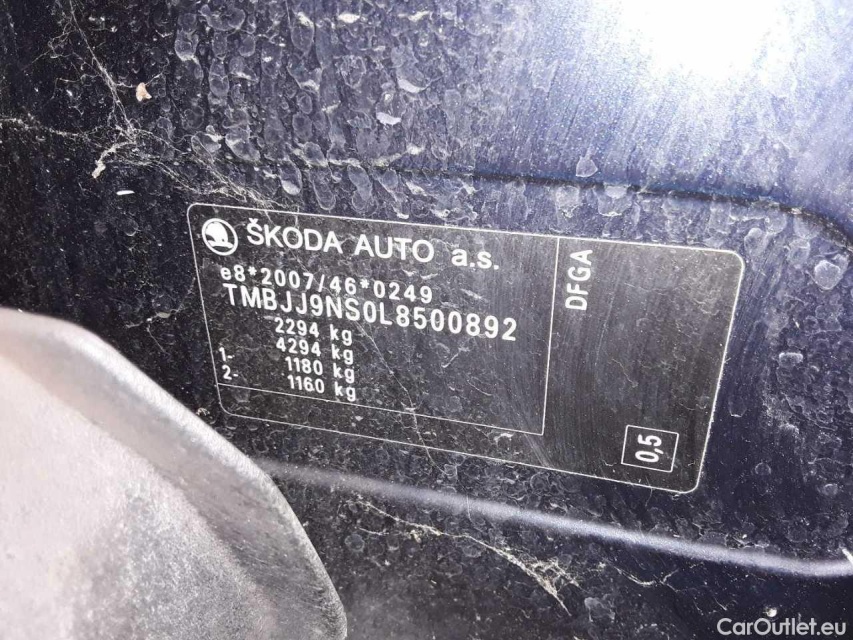 ŠKODA AUTO a.s.
e8*2007/46*0249
TMBJJ9NS0L8500892
2294 kg
4294 kg
1- 1180 kg
2- 1160 kg
DFGA
0,5
CarOutlet.eu